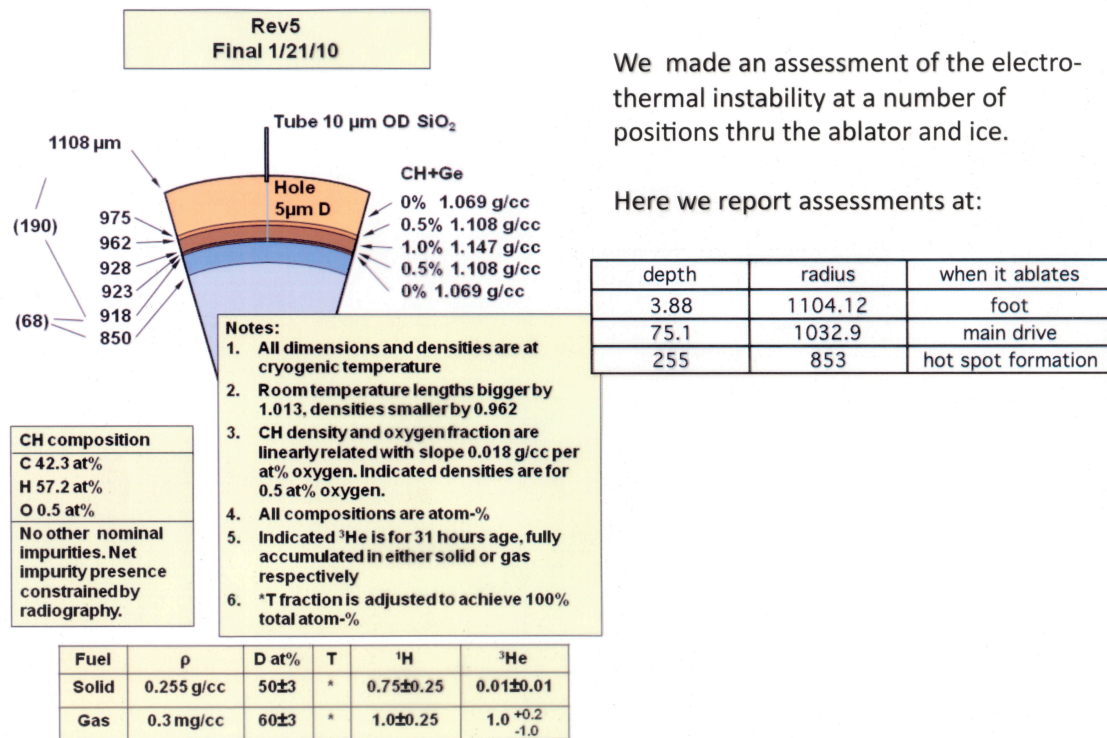 Rev5
Final 1/21/10
We made an assessment of the electro-
thermal instability at a number of
positions thru the ablator and ice.
Here we report assessments at:
depth radius when it ablates
3.88 1104.12 foot
75.1 1032.9 main drive
255 853 hot spot formation
Tube 10 µm OD SiO₂
1108 µm
Hole
5µm D
CH+Ge
0% 1.069 g/cc
0.5% 1.108 g/cc
1.0% 1.147 g/cc
0.5% 1.108 g/cc
0% 1.069 g/cc
(190)
975
962
928
923
918
850
(68)
Notes:
1. All dimensions and densities are at
cryogenic temperature
2. Room temperature lengths bigger by
1.013, densities smaller by 0.962
3. CH density and oxygen fraction are
linearly related with slope 0.018 g/cc per
at% oxygen. Indicated densities are for
0.5 at% oxygen.
4. All compositions are atom-%
5. Indicated ³He is for 31 hours age, fully
accumulated in either solid or gas
respectively
6. *T fraction is adjusted to achieve 100%
total atom-%
CH composition
C 42.3 at%
H 57.2 at%
O 0.5 at%
No other nominal
impurities. Net
impurity presence
constrained by
radiography.
Fuel ρ D at% T ¹H ³He
Solid 0.255 g/cc 50±3 * 0.75±0.25 0.01±0.01
Gas 0.3 mg/cc 60±3 * 1.0±0.25 1.0 +0.2 -1.0